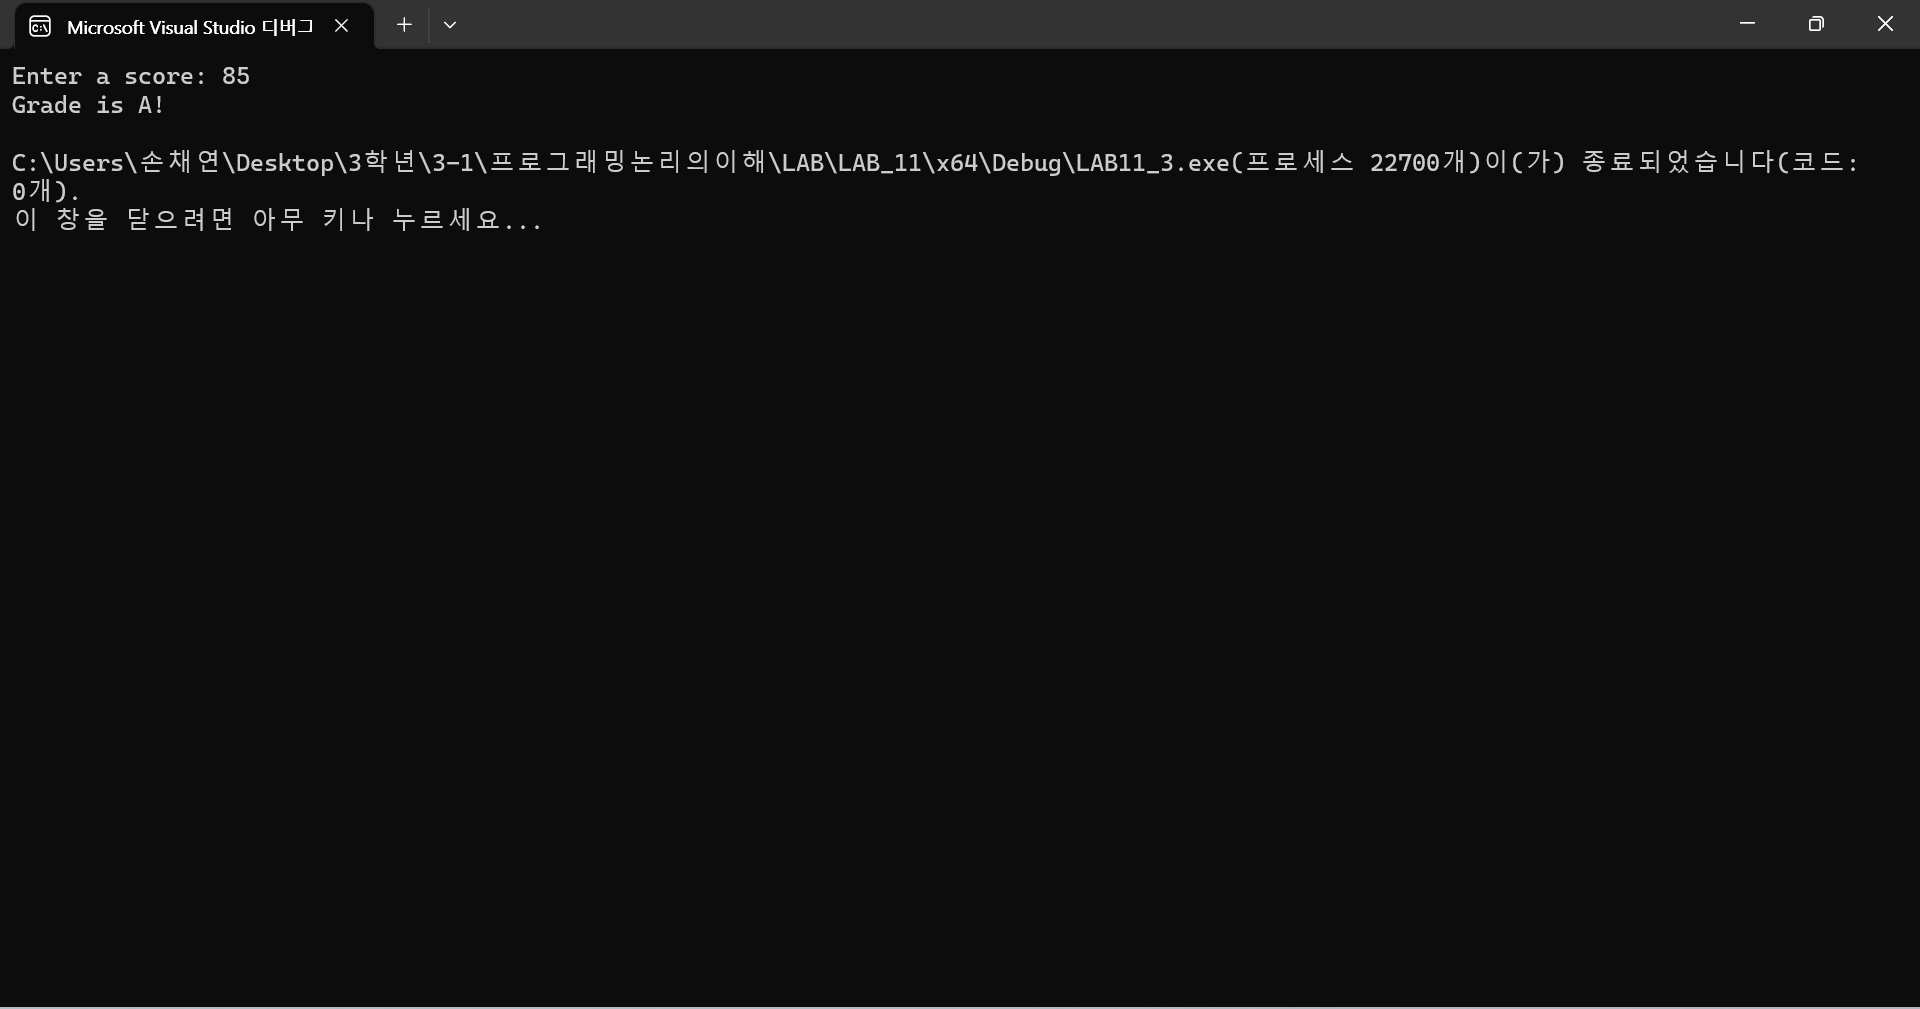 Microsoft Visual Studio 디버그
Enter a score: 85
Grade is A!
C:\Users\손채연\Desktop\3학년\3-1\프로그래밍논리의이해\LAB\LAB_11\x64\Debug\LAB11_3.exe(프로세스 22700개)이(가) 종료되었습니다(코드:
0개).
이 창을 닫으려면 아무 키나 누르세요...